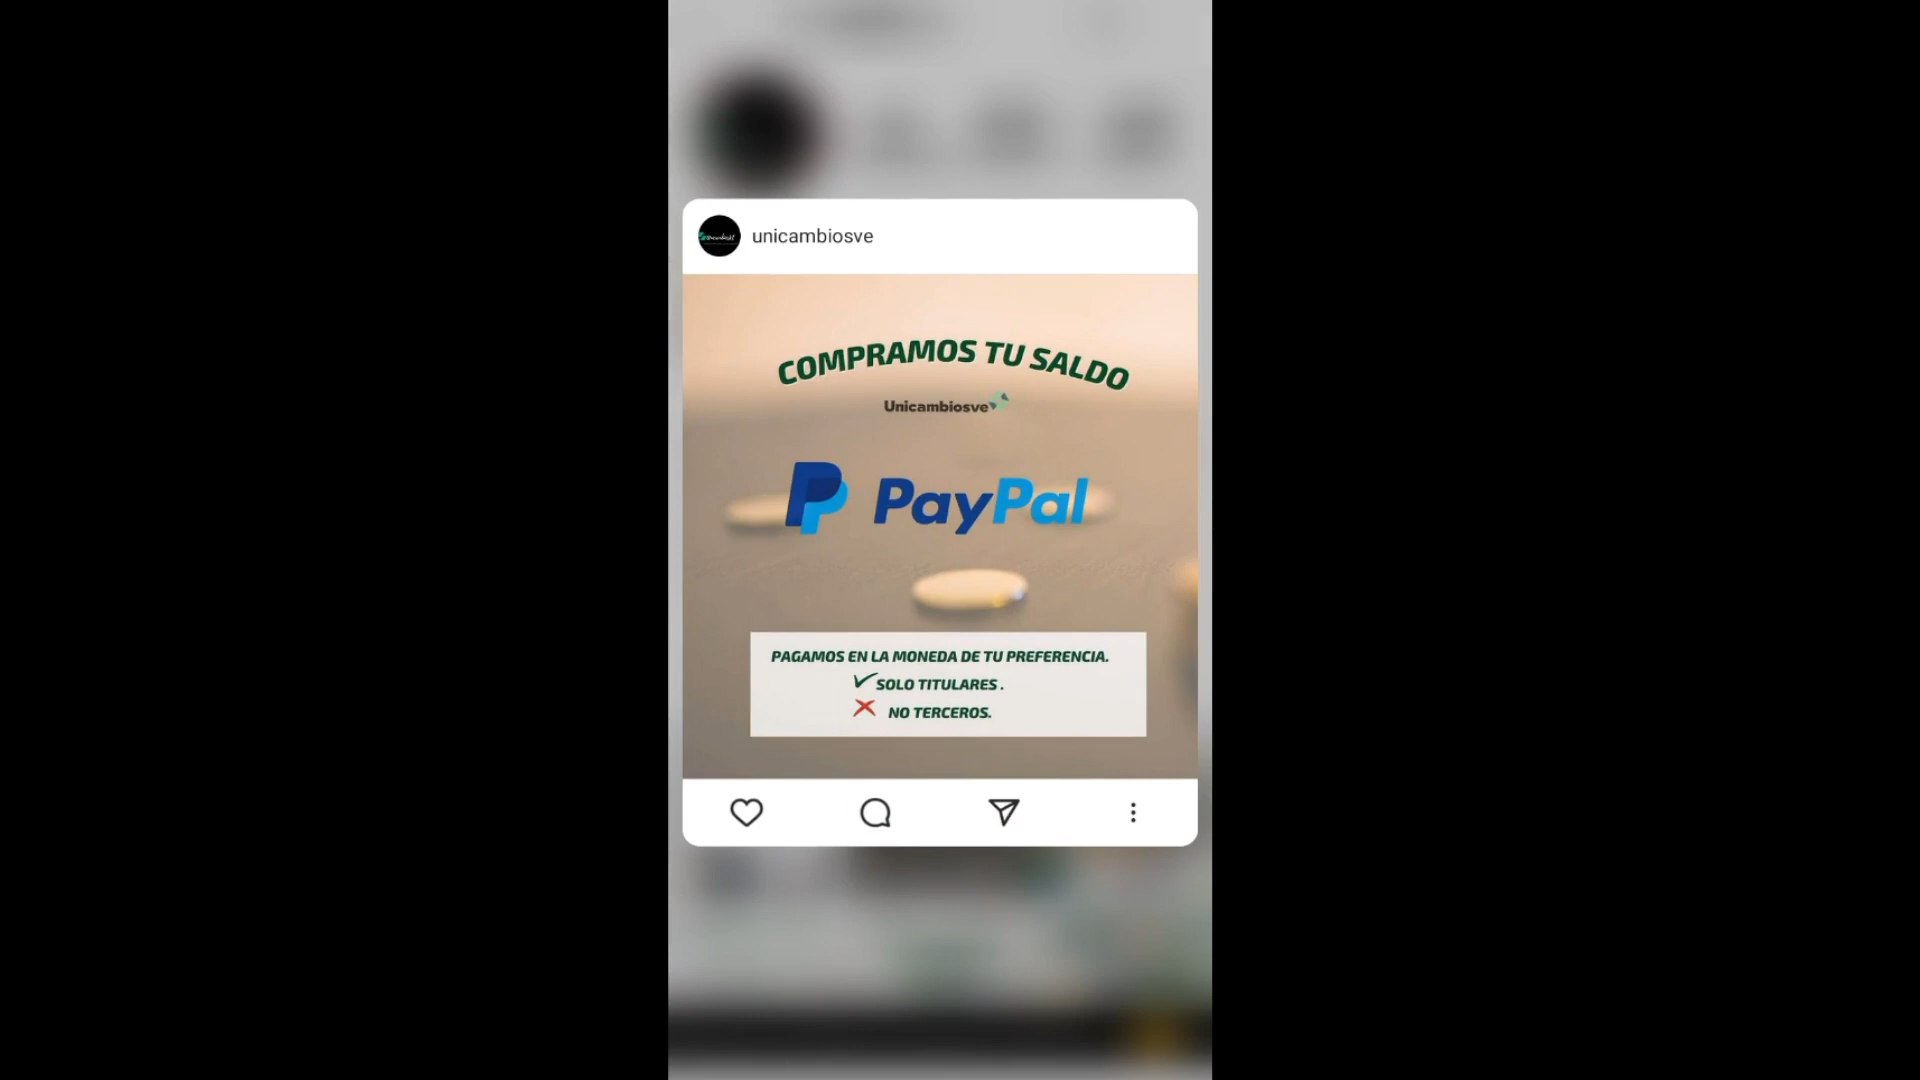 unicambiosve
COMPRAMOS TU SALDO
Unicambiosve
PayPal
PAGAMOS EN LA MONEDA DE TU PREFERENCIA.
SOLO TITULARES .
NO TERCEROS.